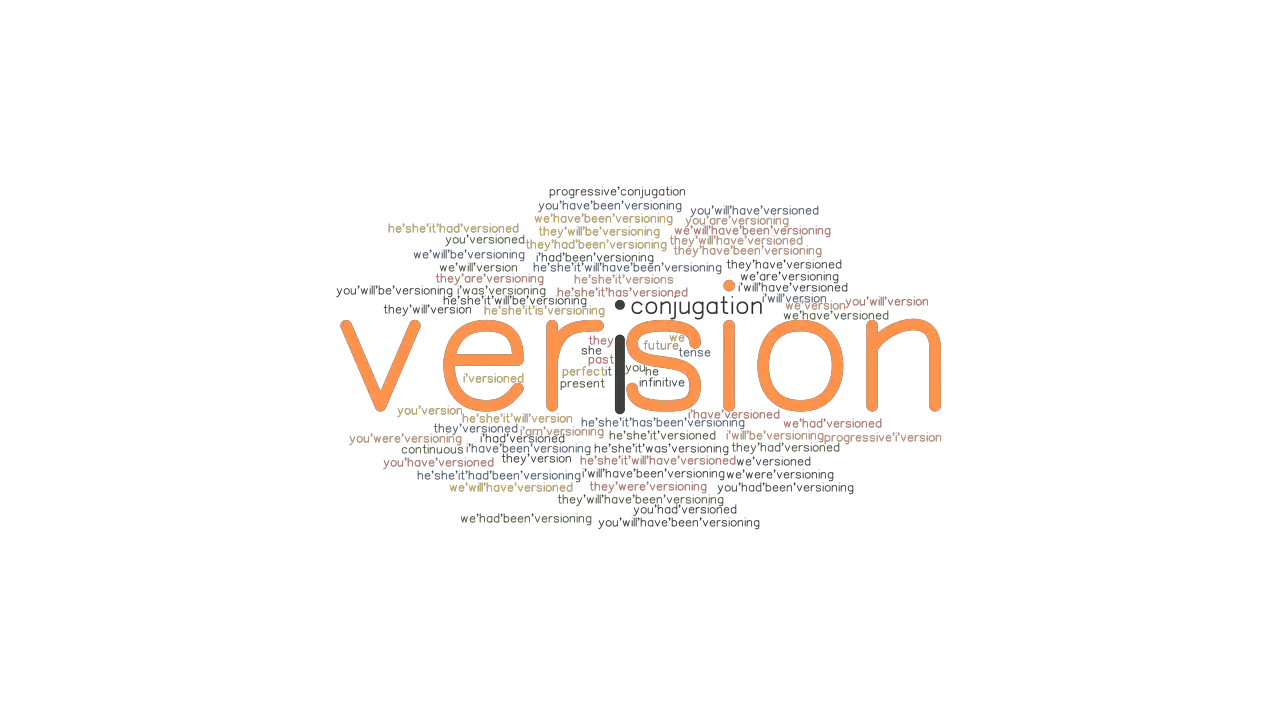 progressive'conjugation
you'have'been'versioning
you'will'have'versioned
we'have'been'versioning
you'are'versioning
he'she'it'had'versioned
they'will'be'versioning
we'will'have'been'versioning
you'versioned
they'had'been'versioning
they'will'have'versioned
they'have'been'versioning
we'will'be'versioning
i'had'been'versioning
we'will'version
he'she'it'will'have'been'versioning
they'have'versioned
they'are'versioning
he'she'it'versions
we'are'versioning
you'will'be'versioning
i'was'versioning
he'she'it'has'versioned
i'will'have'versioned
he'she'it'will'be'versioning
i'will'version
you'will'version
they'will'version
he'she'it'is'versioning
conjugation
we'version
we'have'versioned
version
i
they
we
she
future
tense
past
perfect
it
you
he
i'versioned
present
infinitive
you'version
he'she'it'will'version
i'have'versioned
they'versioned
i'am'versioning
he'she'it'has'been'versioning
we'had'versioned
you'were'versioning
i'had'versioned
he'she'it'versioned
i'will'be'versioning
progressive'i'version
continuous
i'have'been'versioning
he'she'it'was'versioning
they'had'versioned
you'have'versioned
they'version
he'she'it'will'have'versioned
we'versioned
he'she'it'had'been'versioning
i'will'have'been'versioning
we'were'versioning
we'will'have'versioned
they'were'versioning
you'had'been'versioning
they'will'have'been'versioning
you'had'versioned
we'had'been'versioning
you'will'have'been'versioning